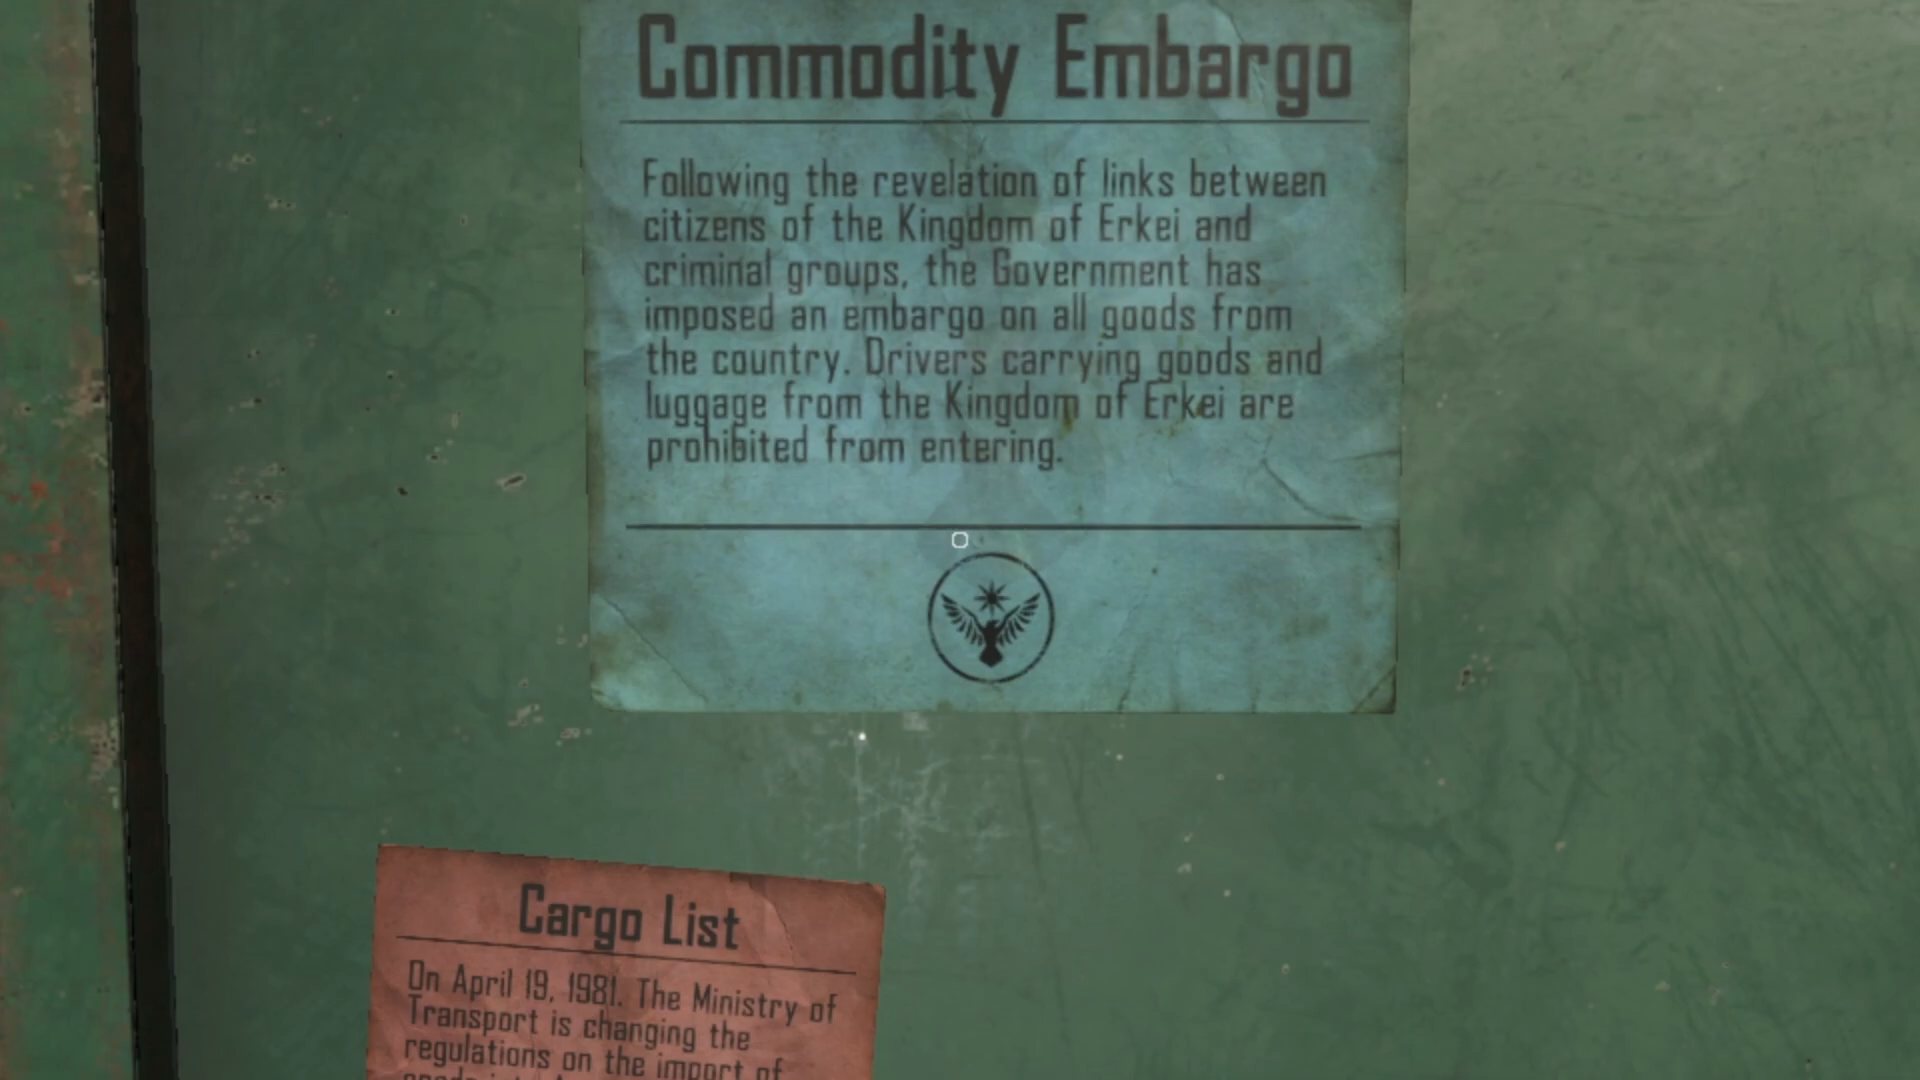 Commodity Embargo
Following the revelation of links between
citizens of the Kingdom of Erkei and
criminal groups, the Government has
imposed an embargo on all goods from
the country. Drivers carrying goods and
luggage from the Kingdom of Erkei are
prohibited from entering.
Cargo List
On April 19, 1981. The Ministry of
Transport is changing the
regulations on the import of